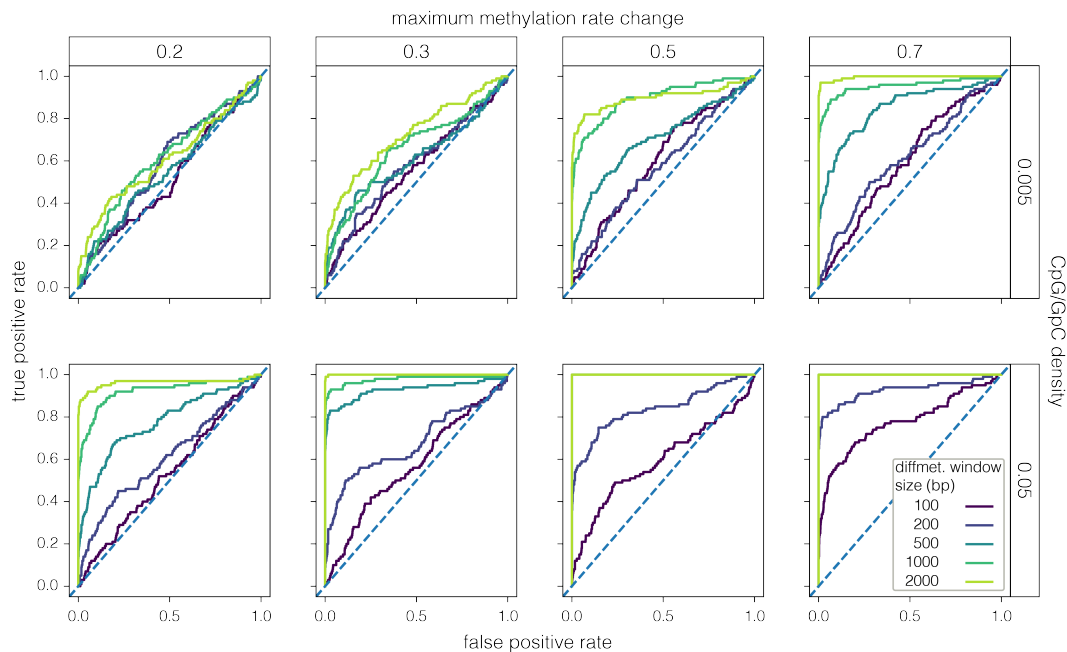 maximum methylation rate change
0.2 0.3 0.5 0.7
1.0
0.8
0.6
0.4
0.2
0.0
0.005
true positive rate
CpG/GpC density
1.0
0.8
0.6
0.4
0.2
0.0
0.05
diffmet. window
size (bp)
100
200
500
1000
2000
0.0 0.5 1.0 0.0 0.5 1.0 0.0 0.5 1.0 0.0 0.5 1.0
false positive rate